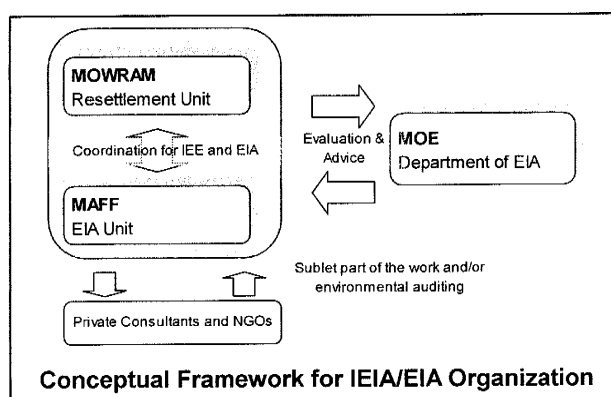 MOWRAM
Resettlement Unit
Coordination for IEE and EIA
MAFF
EIA Unit
Evaluation &
Advice
MOE
Department of EIA
Sublet part of the work and/or
environmental auditing
Private Consultants and NGOs
Conceptual Framework for IEIA/EIA Organization